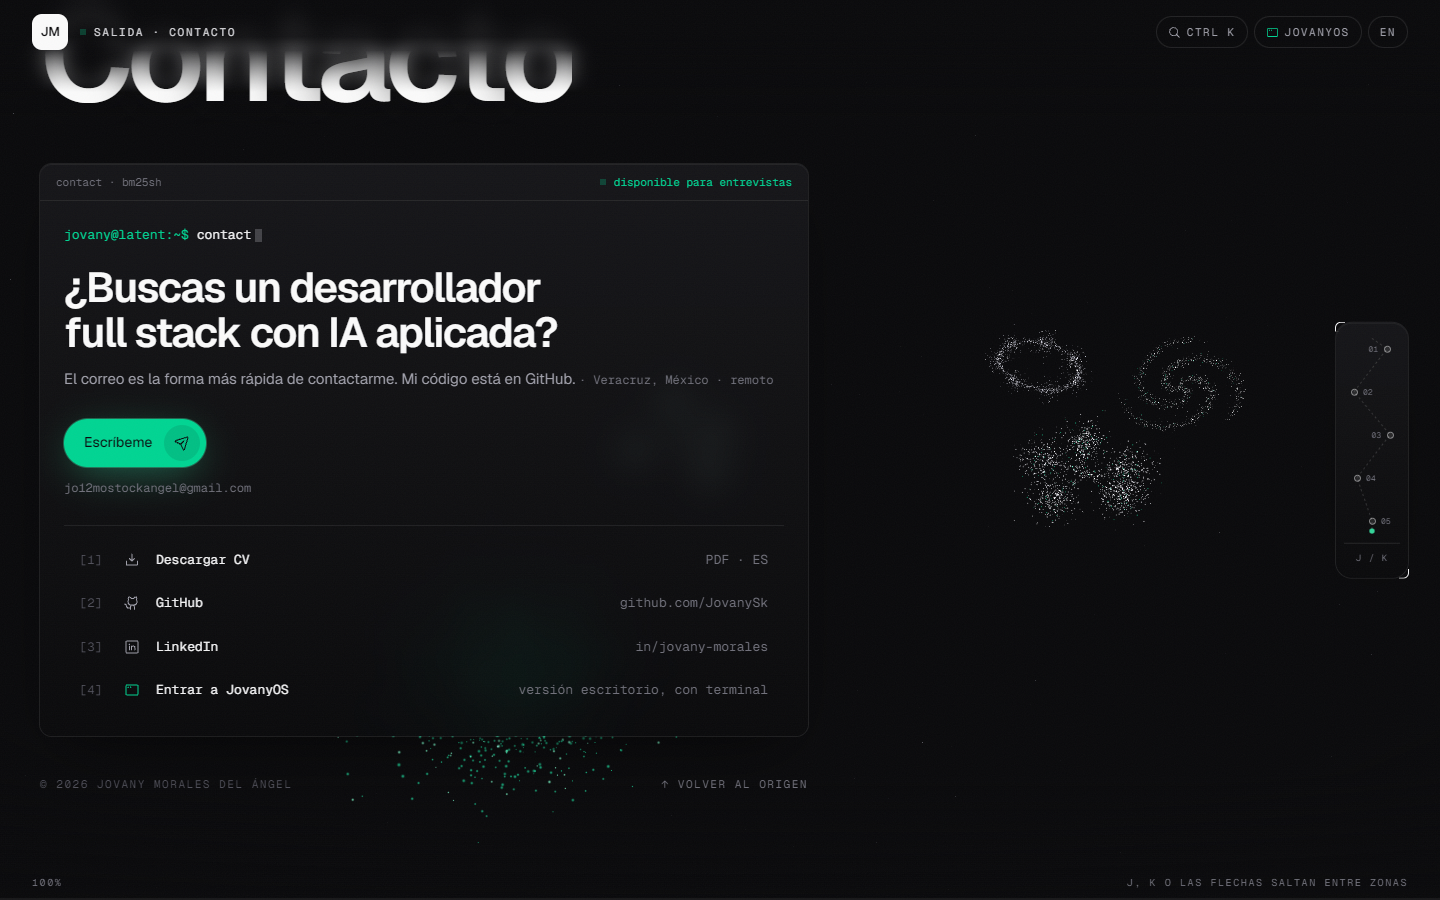 JM
SALIDA · CONTACTO
CTRL K
JOVANYOS
EN
Contacto
contact · bm25sh
disponible para entrevistas
jovany@latent:~$ contact
¿Buscas un desarrollador
full stack con IA aplicada?
El correo es la forma más rápida de contactarme. Mi código está en GitHub. · Veracruz, México · remoto
Escríbeme
jo12mostockangel@gmail.com
[1] Descargar CV PDF · ES
[2] GitHub github.com/JovanySk
[3] LinkedIn in/jovany-morales
[4] Entrar a JovanyOS versión escritorio, con terminal
01
02
03
04
05
J / K
© 2026 JOVANY MORALES DEL ÁNGEL
↑ VOLVER AL ORIGEN
100%
J, K O LAS FLECHAS SALTAN ENTRE ZONAS